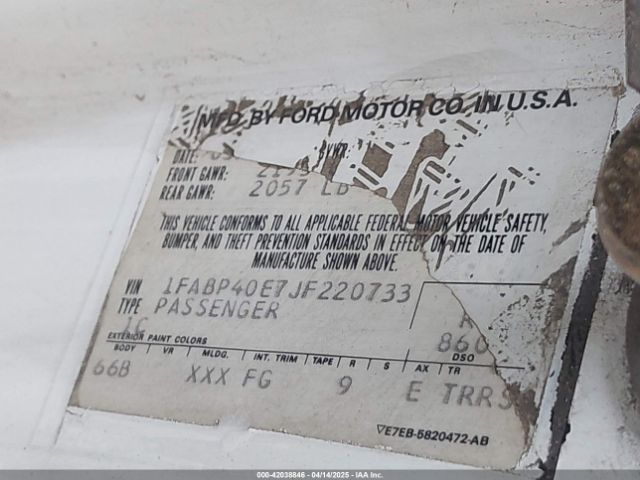 MFD. BY FORD MOTOR CO. IN U.S.A.
DATE: GVWR:
FRONT GAWR:
REAR GAWR: 2057 LB
THIS VEHICLE CONFORMS TO ALL APPLICABLE FEDERAL MOTOR VEHICLE SAFETY,
BUMPER, AND THEFT PREVENTION STANDARDS IN EFFECT ON THE DATE OF
MANUFACTURE SHOWN ABOVE.
VIN 1FABP40E7JF220733
TYPE PASSENGER
EXTERIOR PAINT COLORS DSO
860
BODY VR MLDG. INT. TRIM TAPE R S AX TR
66B XXX FG 9 E TRRS
▽E7EB-5820472-AB
000-42038846 - 04/14/2025 - IAA Inc.